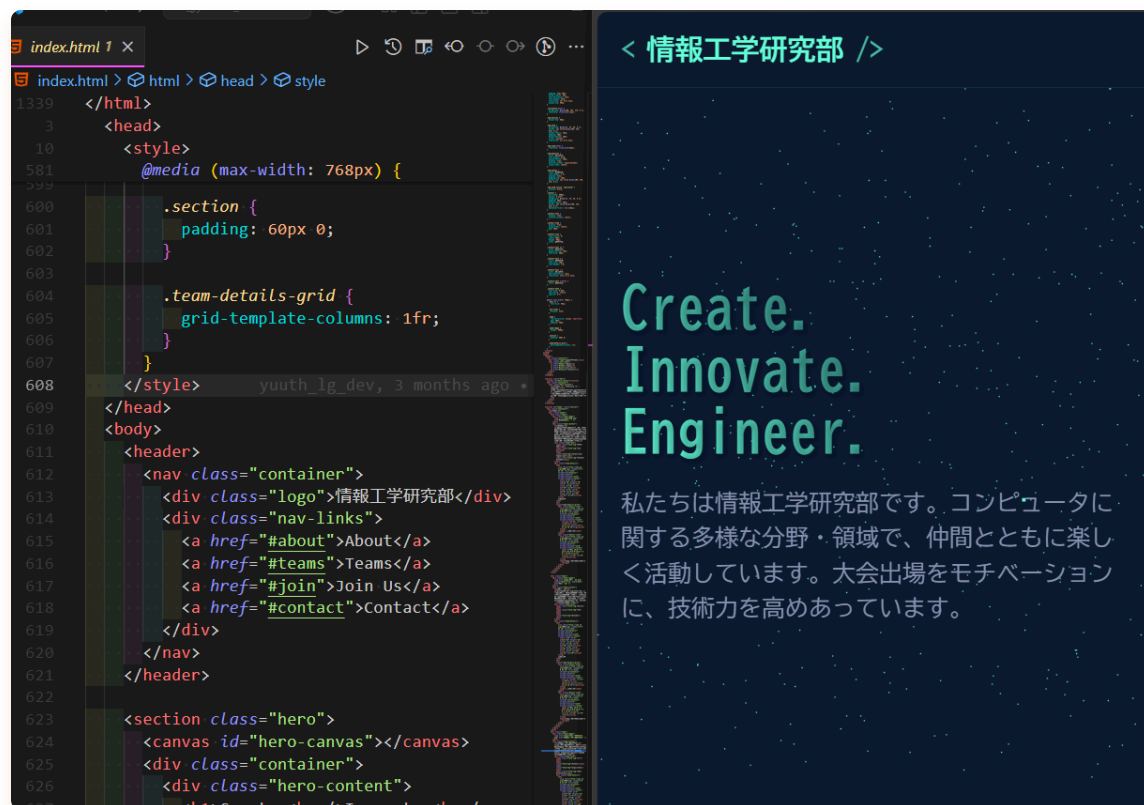 index.html 1
index.html > html > head > style
1339 </html>
3 <head>
10 <style>
581 @media (max-width: 768px) {
599
600 .section {
601 padding: 60px 0;
602 }
603
604 .team-details-grid {
605 grid-template-columns: 1fr;
606 }
607 }
608 </style> yuuth_lg_dev, 3 months ago •
609 </head>
610 <body>
611 <header>
612 <nav class="container">
613 <div class="logo">情報工学研究部</div>
614 <div class="nav-links">
615 <a href="#about">About</a>
616 <a href="#teams">Teams</a>
617 <a href="#join">Join Us</a>
618 <a href="#contact">Contact</a>
619 </div>
620 </nav>
621 </header>
622
623 <section class="hero">
624 <canvas id="hero-canvas"></canvas>
625 <div class="container">
626 <div class="hero-content">
< 情報工学研究部 />
Create.
Innovate.
Engineer.
私たちは情報工学研究部です。コンピュータに
関する多様な分野・領域で、仲間とともに楽し
く活動しています。大会出場をモチベーション
に、技術力を高めあっています。